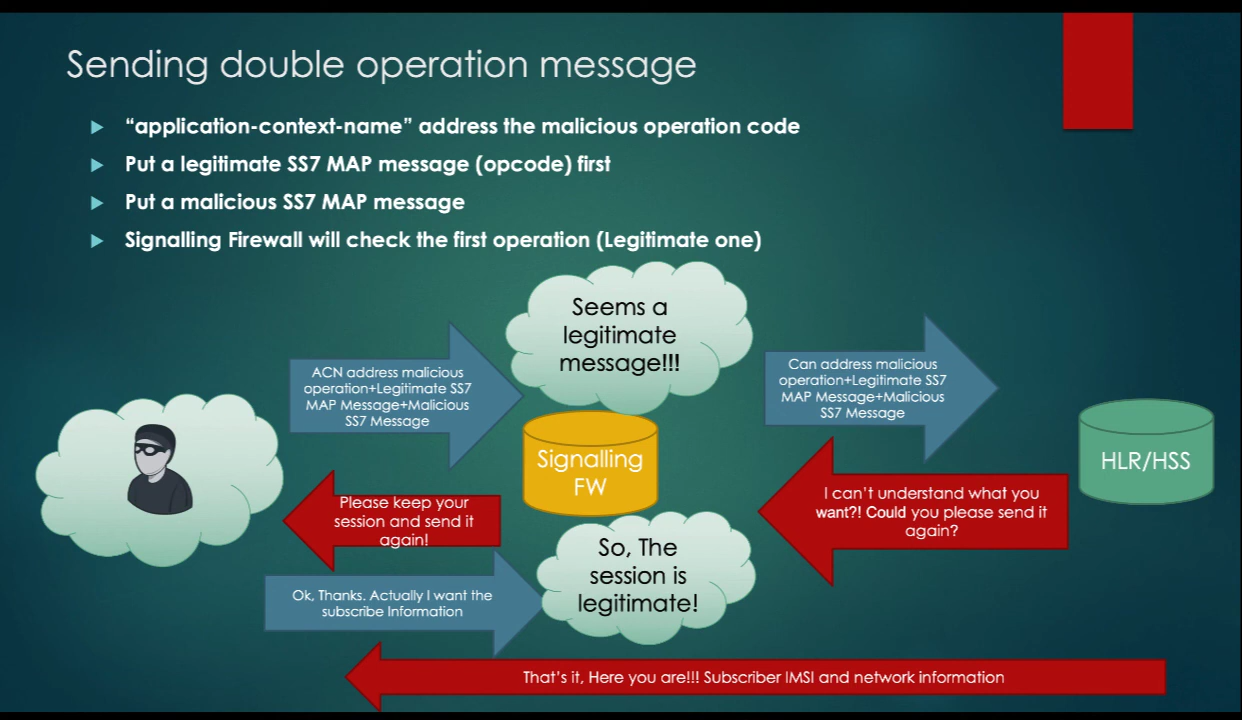 Sending double operation message
"application-context-name" address the malicious operation code
Put a legitimate SS7 MAP message (opcode) first
Put a malicious SS7 MAP message
Signalling Firewall will check the first operation (Legitimate one)
Seems a
legitimate
message!!!
ACN address malicious
operation+Legitimate SS7
MAP Message+Malicious
SS7 Message
Can address malicious
operation+Legitimate SS7
MAP Message+Malicious
SS7 Message
Signalling
FW
HLR/HSS
Please keep your
session and send it
again!
I can't understand what you
want?! Could you please send it
again?
So, The
session is
legitimate!
Ok, Thanks. Actually I want the
subscribe Information
That's it, Here you are!!! Subscriber IMSI and network information